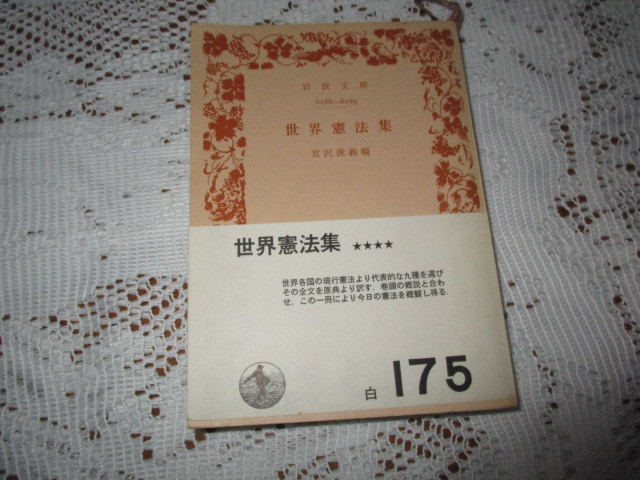 岩波文庫
6186—6189
世界憲法集
宮沢俊義編
世界憲法集 ★★★★
世界各国の現行憲法より代表的な九種を選び
その全文を原典より訳す．巻頭の概説と合わ
せ，この一冊により今日の憲法を概観し得る．
白 175